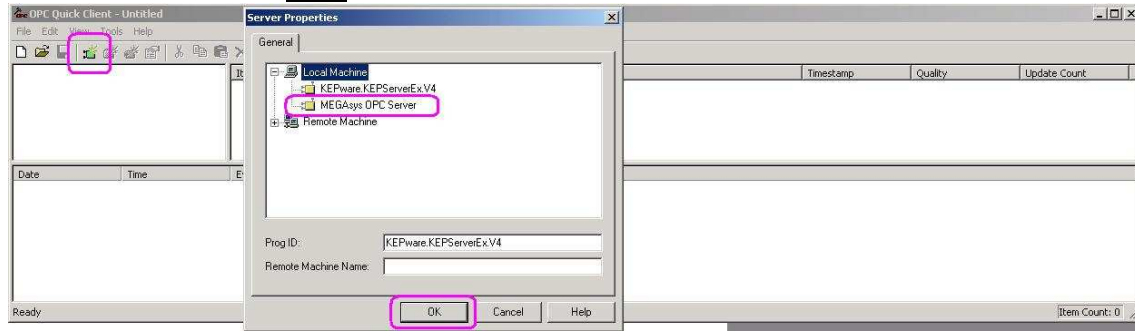 OPC Quick Client - Untitled
File Edit View Tools Help
Server Properties
General
Local Machine
KEPware.KEPServerEx.V4
MEGAsys OPC Server
Remote Machine
Timestamp Quality Update Count
Date Time
Prog ID: KEPware.KEPServerEx.V4
Remote Machine Name:
OK Cancel Help
Ready Item Count: 0